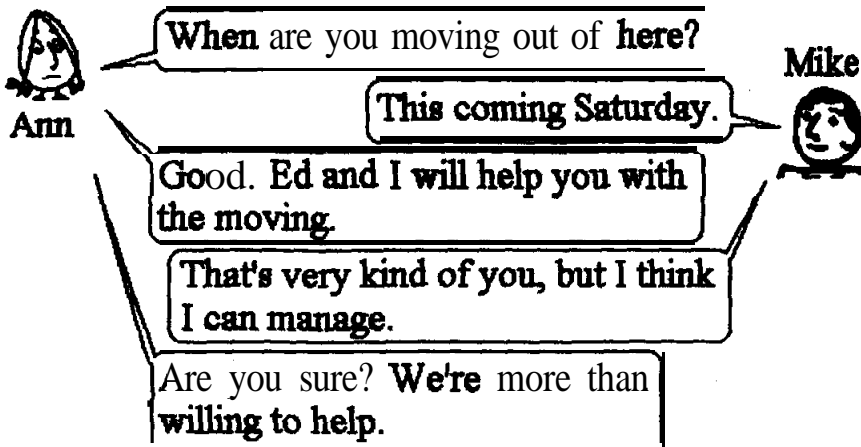 When are you moving out of here?
Mike
This coming Saturday.
Ann
Good. Ed and I will help you with
the moving.
That's very kind of you, but I think
I can manage.
Are you sure? We're more than
willing to help.